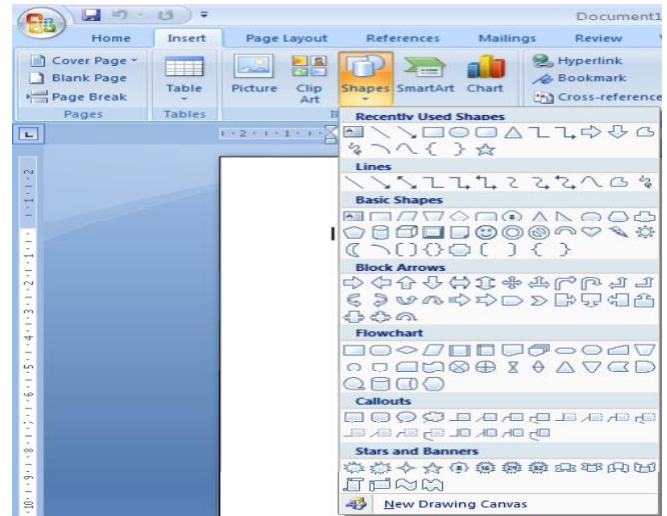 Document1
Home Insert Page Layout References Mailings Review
Cover Page
Blank Page
Page Break
Pages
Table
Tables
Picture
Clip Art
Shapes
SmartArt
Chart
Hyperlink
Bookmark
Cross-reference
Recently Used Shapes
Lines
Basic Shapes
Block Arrows
Flowchart
Callouts
Stars and Banners
New Drawing Canvas